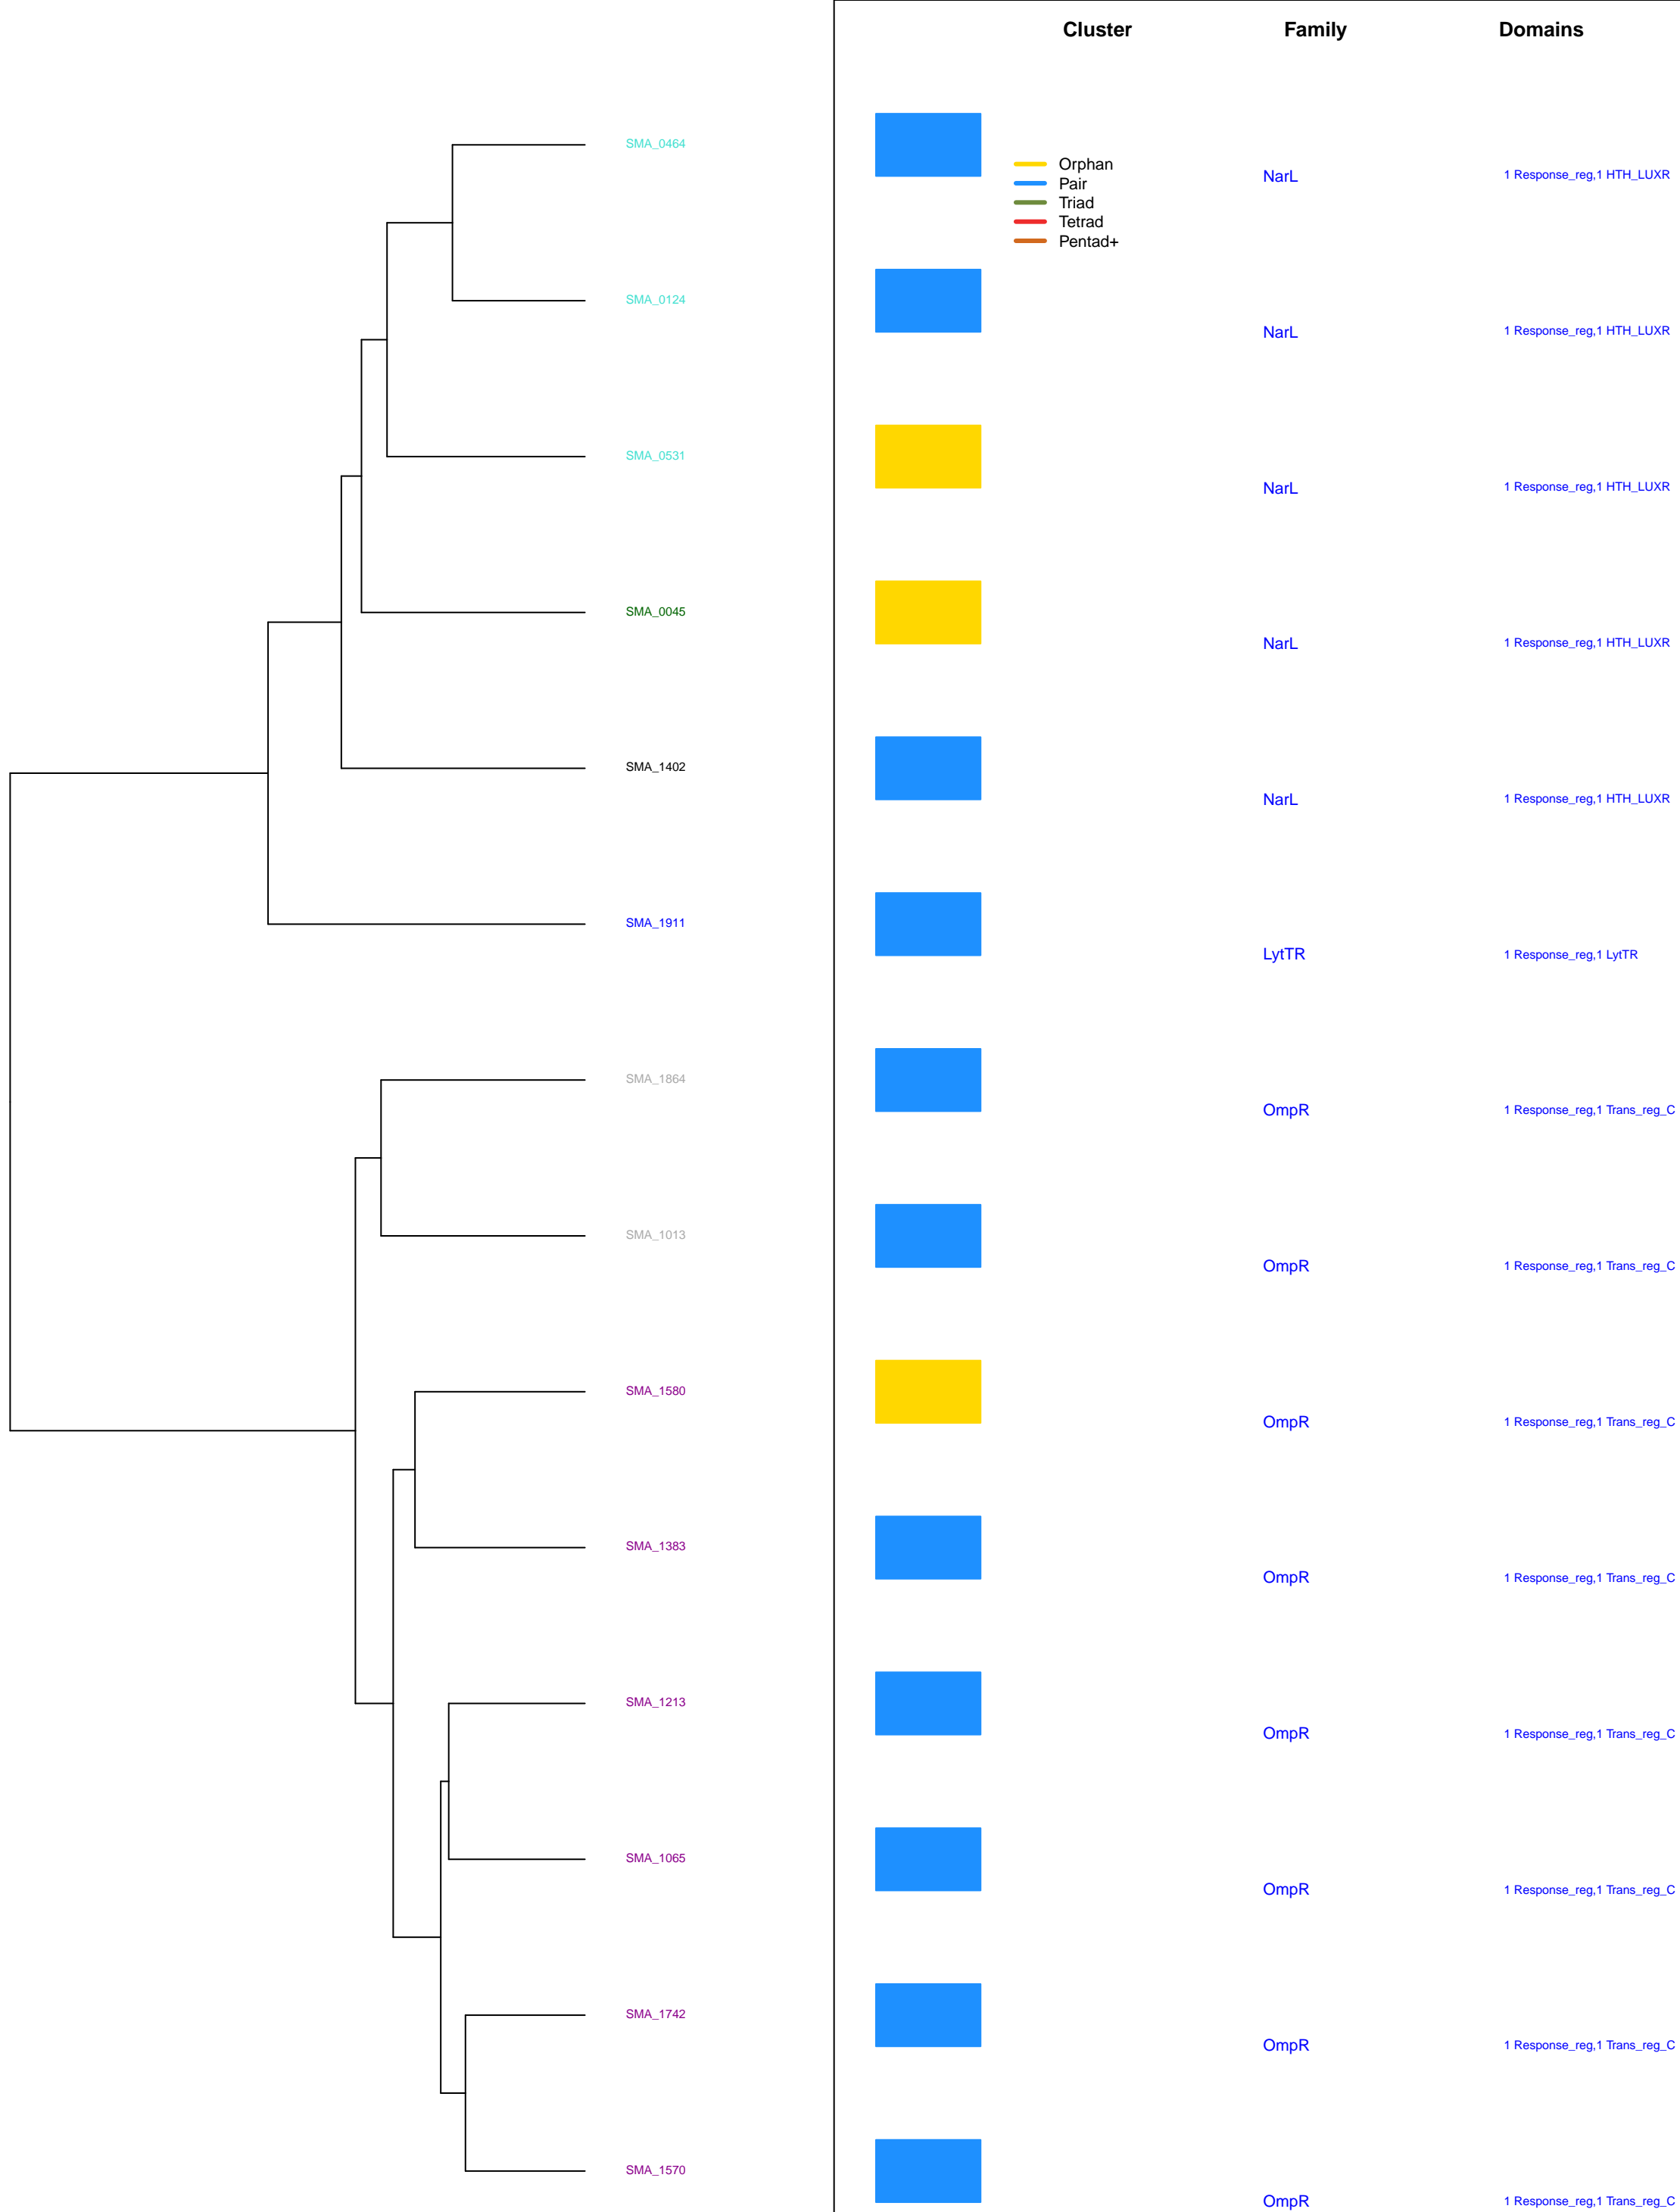 Cluster Family Domains
SMA_0464
Orphan
Pair
Triad
Tetrad
Pentad+
NarL 1 Response_reg,1 HTH_LUXR
SMA_0124
NarL 1 Response_reg,1 HTH_LUXR
SMA_0531
NarL 1 Response_reg,1 HTH_LUXR
SMA_0045
NarL 1 Response_reg,1 HTH_LUXR
SMA_1402
NarL 1 Response_reg,1 HTH_LUXR
SMA_1911
LytTR 1 Response_reg,1 LytTR
SMA_1864
OmpR 1 Response_reg,1 Trans_reg_C
SMA_1013
OmpR 1 Response_reg,1 Trans_reg_C
SMA_1580
OmpR 1 Response_reg,1 Trans_reg_C
SMA_1383
OmpR 1 Response_reg,1 Trans_reg_C
SMA_1213
OmpR 1 Response_reg,1 Trans_reg_C
SMA_1065
OmpR 1 Response_reg,1 Trans_reg_C
SMA_1742
OmpR 1 Response_reg,1 Trans_reg_C
SMA_1570
OmpR 1 Response_reg,1 Trans_reg_C